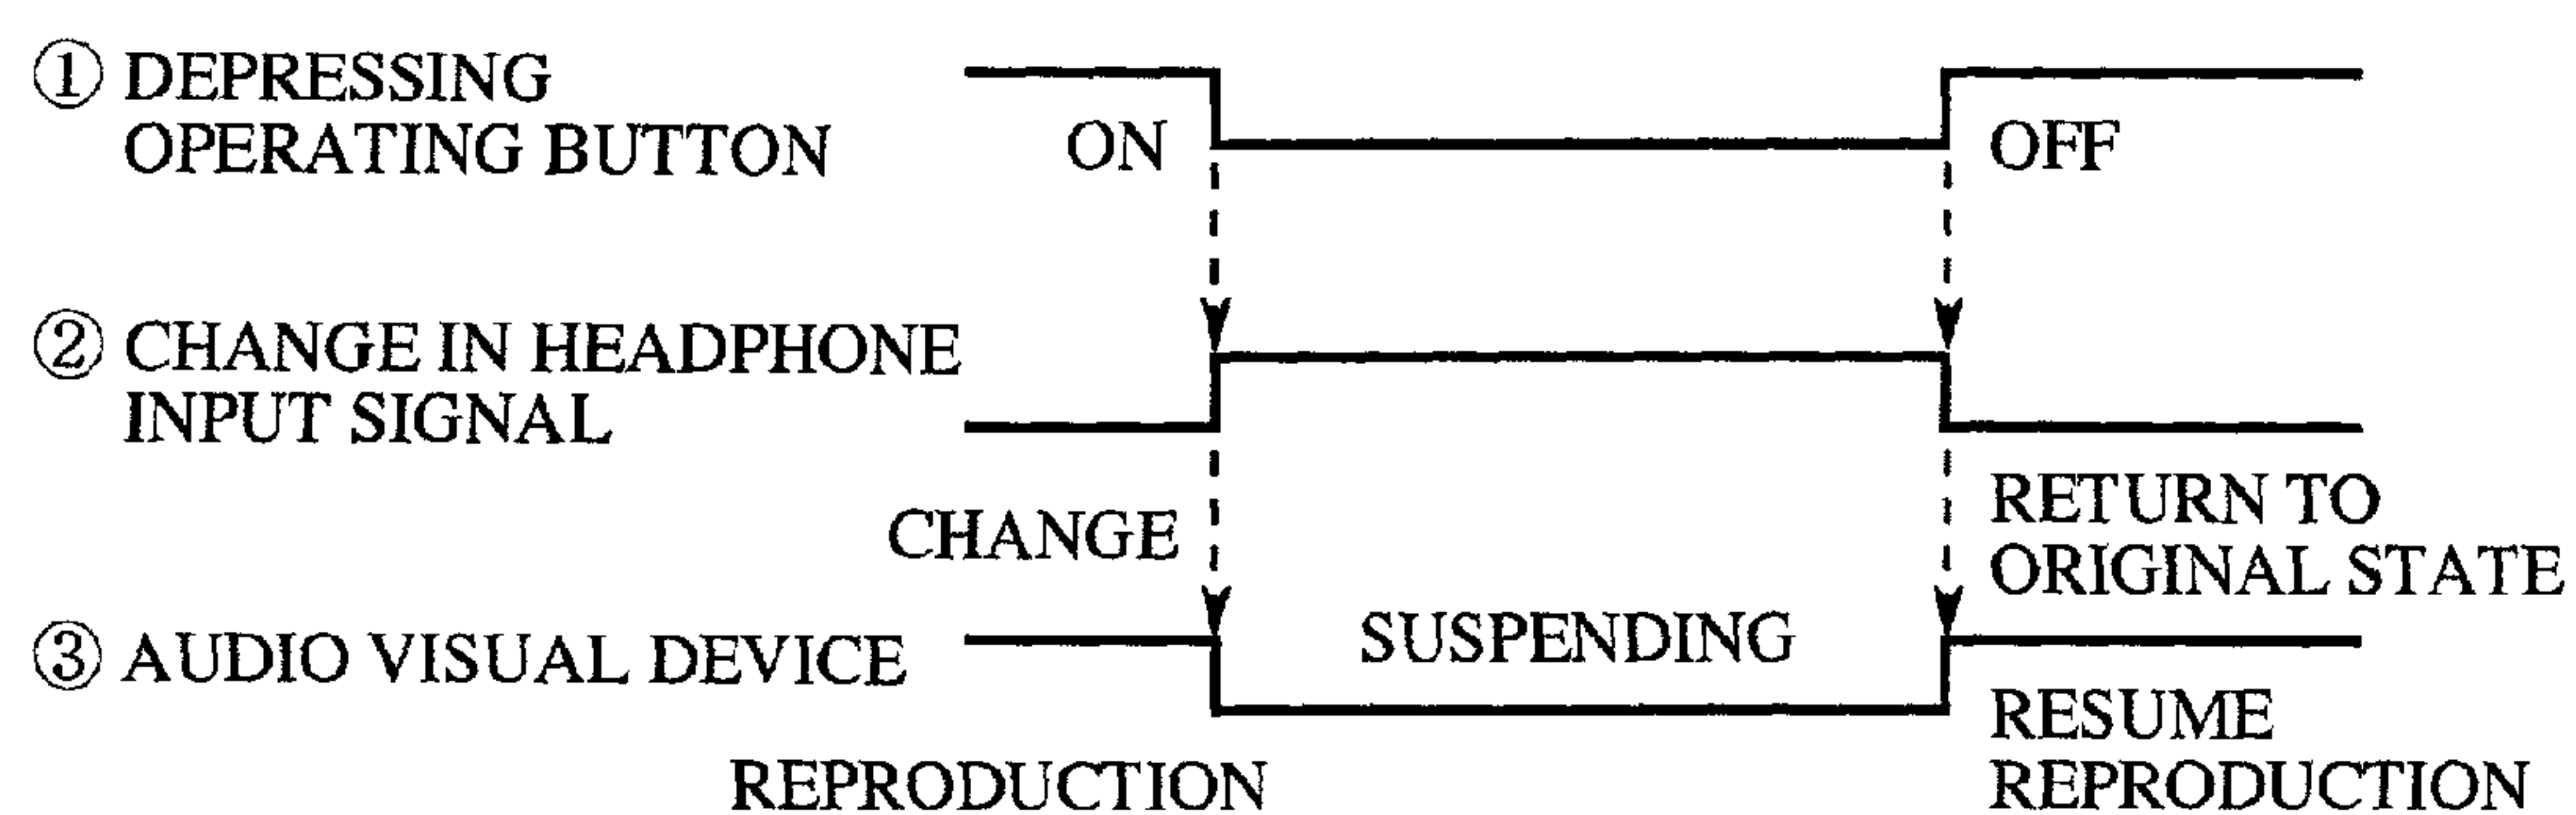 ① DEPRESSING
OPERATING BUTTON
ON
OFF
② CHANGE IN HEADPHONE
INPUT SIGNAL
CHANGE
RETURN TO
ORIGINAL STATE
③ AUDIO VISUAL DEVICE
SUSPENDING
REPRODUCTION
RESUME
REPRODUCTION